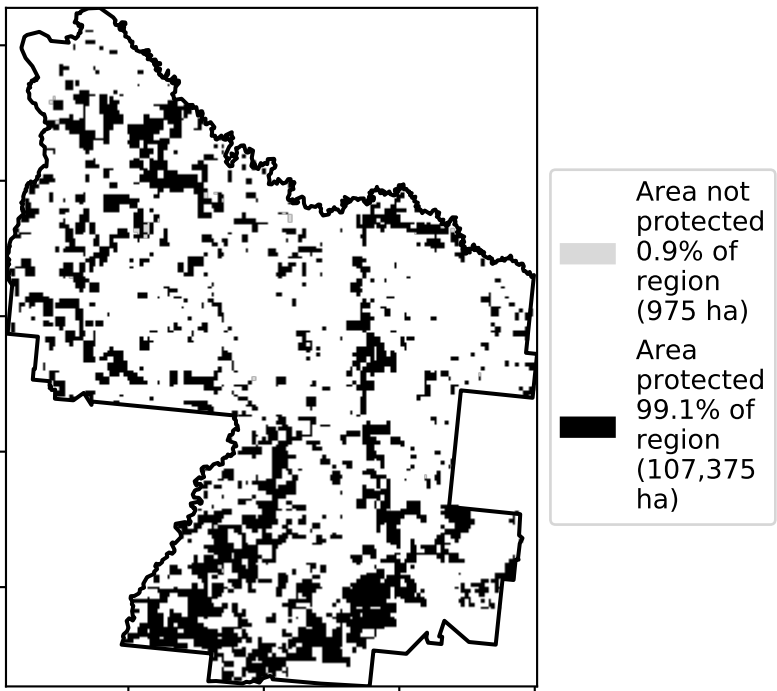 Area not
protected
0.9% of
region
(975 ha)
Area
protected
99.1% of
region
(107,375
ha)